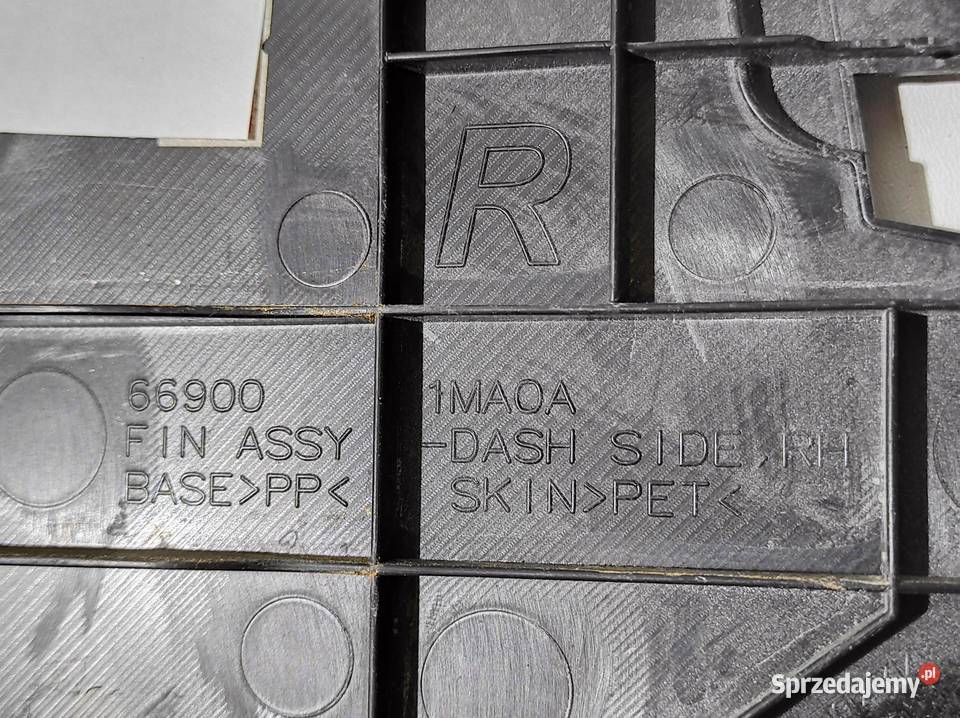 R
66900 1MA0A
FIN ASSY -DASH SIDE RH
BASE>PP< SKIN>PET<
Sprzedajemy.pl